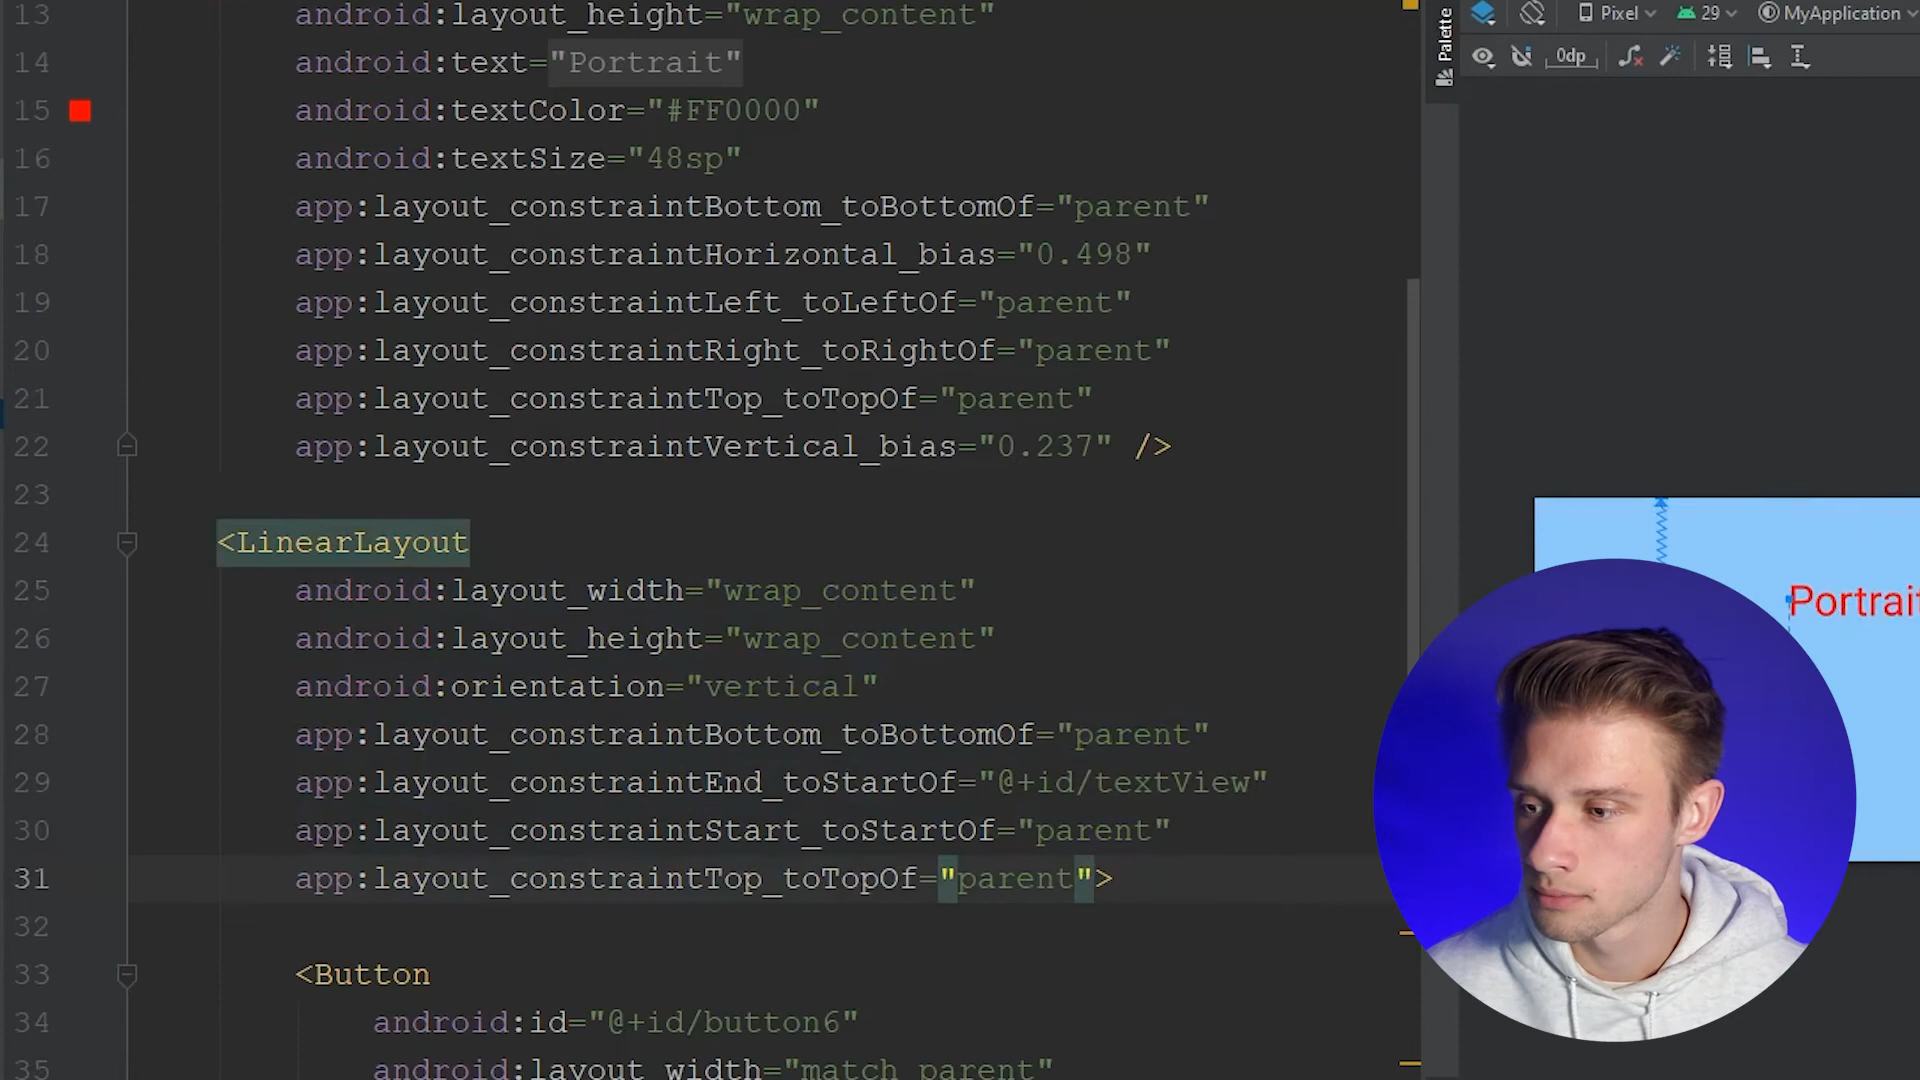 13 android:layout_height="wrap_content"
14 android:text="Portrait"
15 android:textColor="#FF0000"
16 android:textSize="48sp"
17 app:layout_constraintBottom_toBottomOf="parent"
18 app:layout_constraintHorizontal_bias="0.498"
19 app:layout_constraintLeft_toLeftOf="parent"
20 app:layout_constraintRight_toRightOf="parent"
21 app:layout_constraintTop_toTopOf="parent"
22 app:layout_constraintVertical_bias="0.237" />
23
24 <LinearLayout
25 android:layout_width="wrap_content"
26 android:layout_height="wrap_content"
27 android:orientation="vertical"
28 app:layout_constraintBottom_toBottomOf="parent"
29 app:layout_constraintEnd_toStartOf="@+id/textView"
30 app:layout_constraintStart_toStartOf="parent"
31 app:layout_constraintTop_toTopOf="parent">
32
33 <Button
34 android:id="@+id/button6"
35 android:layout_width="match_parent"
Palette
Pixel 29 MyApplication
0dp
Portrait